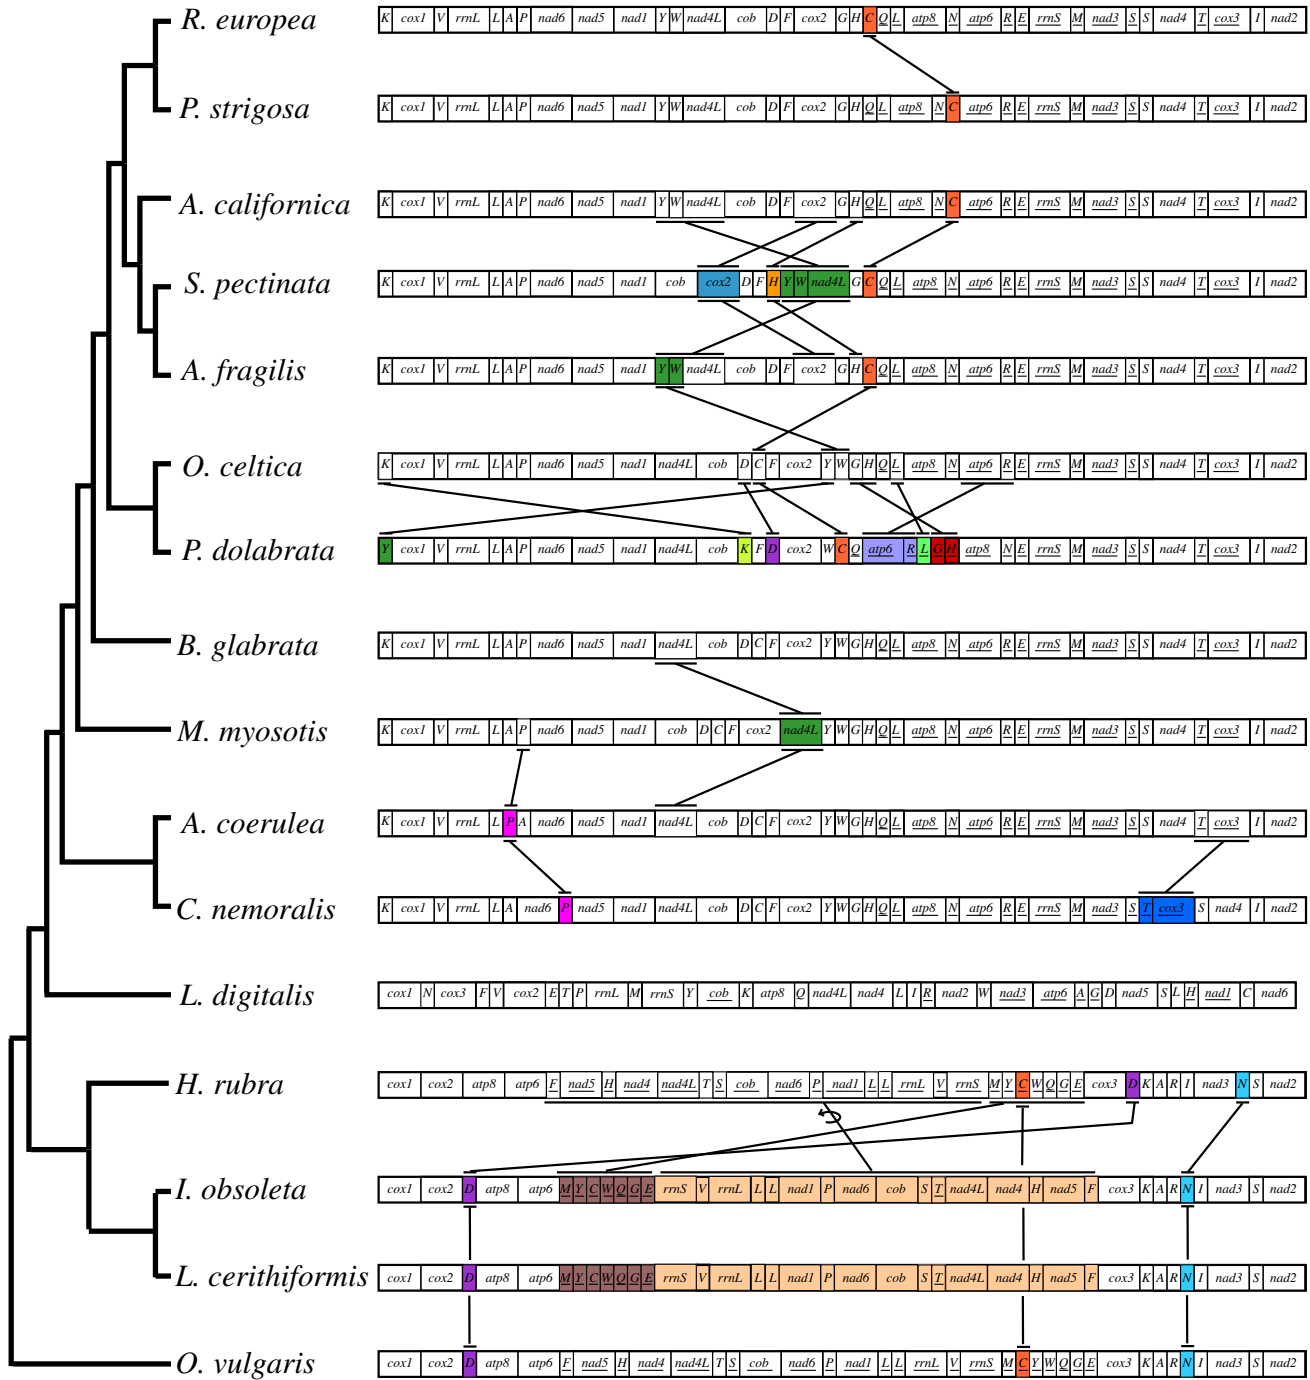 R. europea K cox1 V rrnL L A P nad6 nad5 nad1 Y W nad4L cob D F cox2 G H C Q L atp8 N atp6 R E rrnS M nad3 S S nad4 T cox3 I nad2
P. strigosa K cox1 V rrnL L A P nad6 nad5 nad1 Y W nad4L cob D F cox2 G H Q L atp8 N C atp6 R E rrnS M nad3 S S nad4 T cox3 I nad2
A. californica K cox1 V rrnL L A P nad6 nad5 nad1 Y W nad4L cob D F cox2 G H Q L atp8 N C atp6 R E rrnS M nad3 S S nad4 T cox3 I nad2
S. pectinata K cox1 V rrnL L A P nad6 nad5 nad1 cob cox2 D F H Y W nad4L G C Q L atp8 N atp6 R E rrnS M nad3 S S nad4 T cox3 I nad2
A. fragilis K cox1 V rrnL L A P nad6 nad5 nad1 Y W nad4L cob D F cox2 G H C Q L atp8 N atp6 R E rrnS M nad3 S S nad4 T cox3 I nad2
O. celtica K cox1 V rrnL L A P nad6 nad5 nad1 nad4L cob D C F cox2 Y W G H Q L atp8 N atp6 R E rrnS M nad3 S S nad4 T cox3 I nad2
P. dolabrata Y cox1 V rrnL L A P nad6 nad5 nad1 nad4L cob K F D cox2 W C Q atp6 R L G H atp8 N E rrnS M nad3 S S nad4 T cox3 I nad2
B. glabrata K cox1 V rrnL L A P nad6 nad5 nad1 nad4L cob D C F cox2 Y W G H Q L atp8 N atp6 R E rrnS M nad3 S S nad4 T cox3 I nad2
M. myosotis K cox1 V rrnL L A P nad6 nad5 nad1 cob D C F cox2 nad4L Y W G H Q L atp8 N atp6 R E rrnS M nad3 S S nad4 T cox3 I nad2
A. coerulea K cox1 V rrnL L P A nad6 nad5 nad1 nad4L cob D C F cox2 Y W G H Q L atp8 N atp6 R E rrnS M nad3 S S nad4 T cox3 I nad2
C. nemoralis K cox1 V rrnL L A nad6 P nad5 nad1 nad4L cob D C F cox2 Y W G H Q L atp8 N atp6 R E rrnS M nad3 S T cox3 S nad4 I nad2
L. digitalis cox1 N cox3 F V cox2 E T P rrnL M rrnS Y cob K atp8 Q nad4L nad4 L I R nad2 W nad3 atp6 A G D nad5 S L H nad1 C nad6
H. rubra cox1 cox2 atp8 atp6 F nad5 H nad4 nad4L T S cob nad6 P nad1 L L rrnL V rrnS M Y C W Q G E cox3 D K A R I nad3 N S nad2
I. obsoleta cox1 cox2 D atp8 atp6 M Y C W Q G E rrnS V rrnL L L nad1 P nad6 cob S T nad4L nad4 H nad5 F cox3 K A R N I nad3 S nad2
L. cerithiformis cox1 cox2 D atp8 atp6 M Y C W Q G E rrnS V rrnL L L nad1 P nad6 cob S T nad4L nad4 H nad5 F cox3 K A R N I nad3 S nad2
O. vulgaris cox1 cox2 D atp8 atp6 F nad5 H nad4 nad4L T S cob nad6 P nad1 L L rrnL V rrnS M C Y W Q G E cox3 K A R N I nad3 S nad2